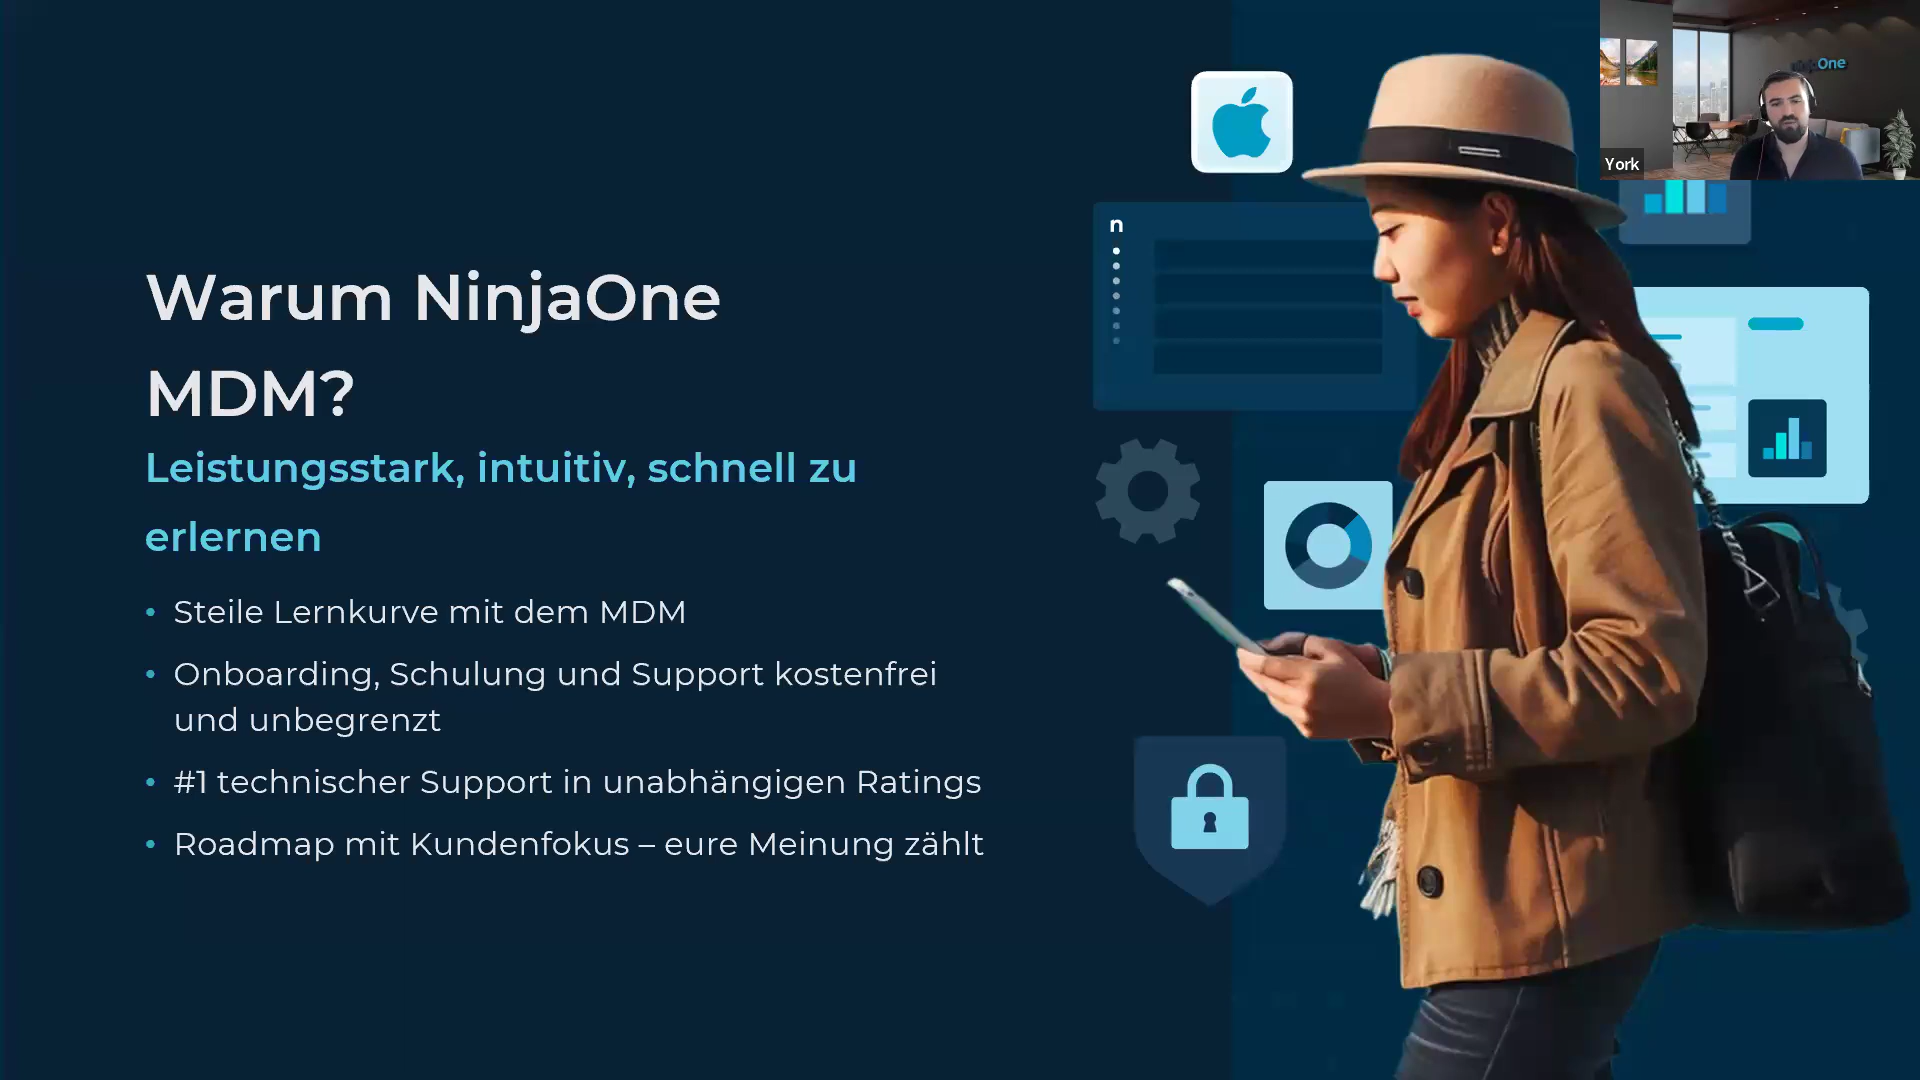 Warum NinjaOne
MDM?
Leistungsstark, intuitiv, schnell zu
erlernen
• Steile Lernkurve mit dem MDM
• Onboarding, Schulung und Support kostenfrei
und unbegrenzt
• #1 technischer Support in unabhängigen Ratings
• Roadmap mit Kundenfokus – eure Meinung zählt
n
ninjaOne
York